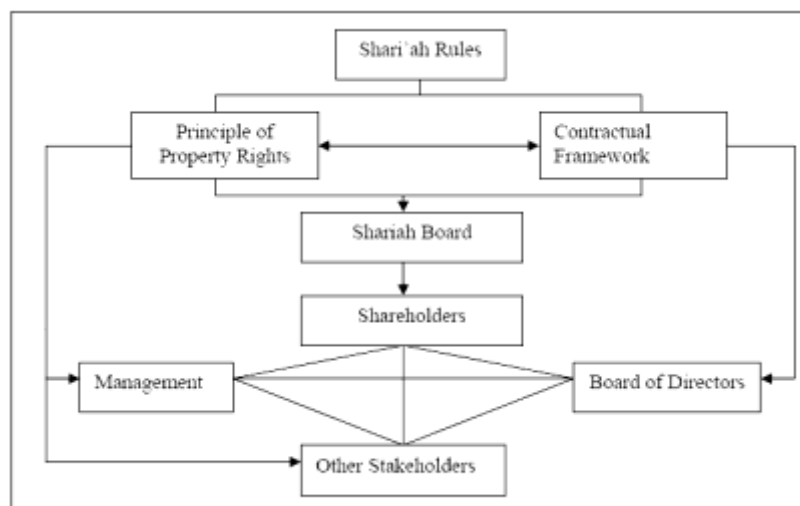 Shari`ah Rules
Principle of
Property Rights
Contractual
Framework
Shariah Board
Shareholders
Management
Board of Directors
Other Stakeholders